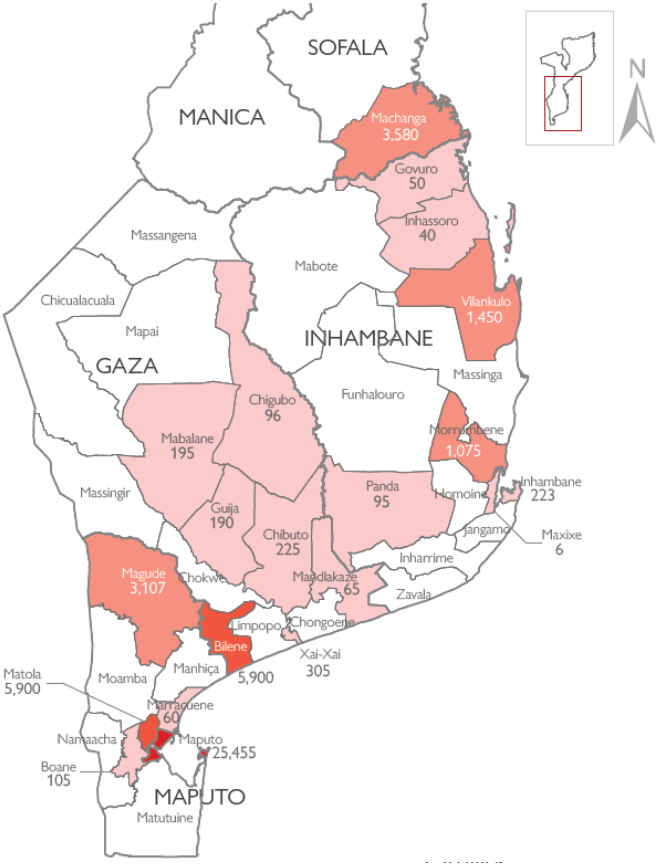 SOFALA
N
MANICA
Machanga
3,580
Govuro
50
Inhassoro
40
Massangena
Mabote
Chicualacuala
Vilankulo
1,450
Mapai
INHAMBANE
GAZA
Massinga
Funhalouro
Chigubo
96
Morrumbene
1,075
Mabalane
195
Panda
95
Homoine
Inhambane
223
Massingir
Guija
190
Chibuto
225
Jangamo
Maxixe
6
Inharrime
Magude
3,107
Chokwe
Mandlakaze
65
Zavala
Limpopo
Chongoene
Bilene
5,900
Xai-Xai
305
Manhiça
Moamba
Matola
5,900
Marracuene
60
Namaacha
Maputo
25,455
Boane
105
MAPUTO
Matutuine